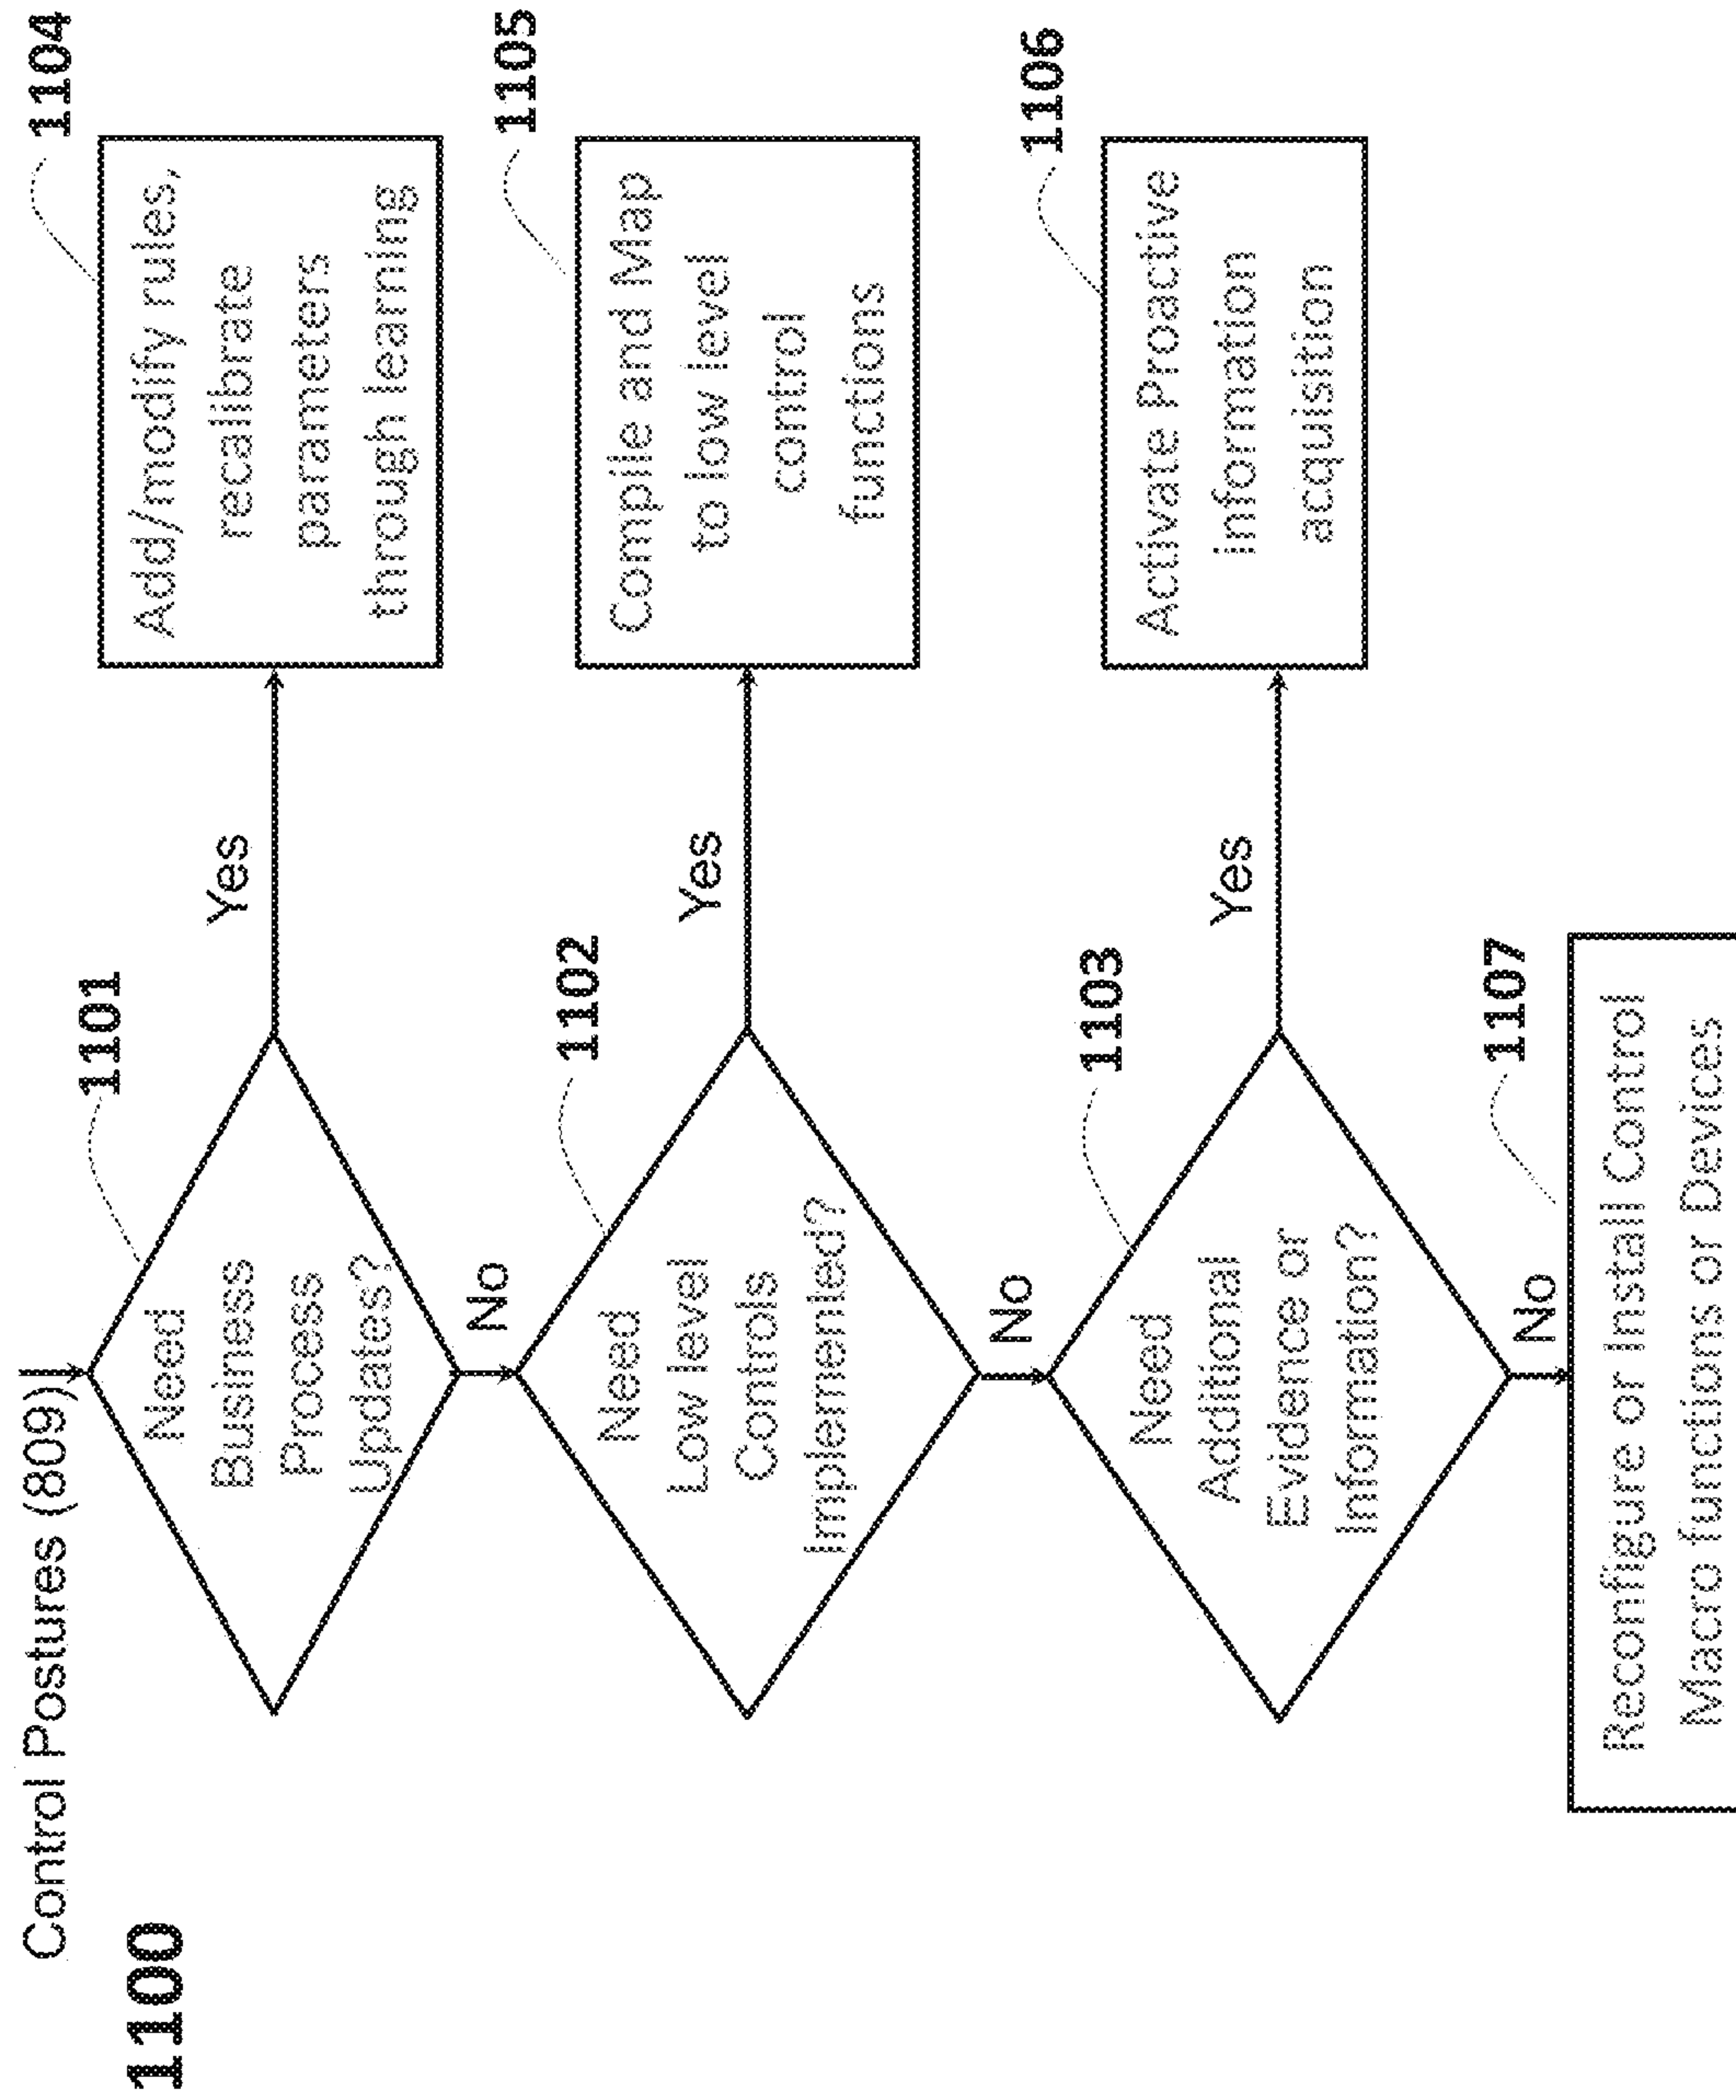 Control Postures (809)
1100
1101
Need
Business
Process
Updates?
Yes
1104
Add/modify rules,
recalibrate
parameters
through learning
No
1102
Need
Low level
Controls
Implemented?
Yes
1105
Compile and Map
to low level
control
functions
No
1103
Need
Additional
Evidence or
Information?
Yes
1106
Activate Proactive
information
acquisition
No
1107
Reconfigure or Install Control
Macro functions or Devices